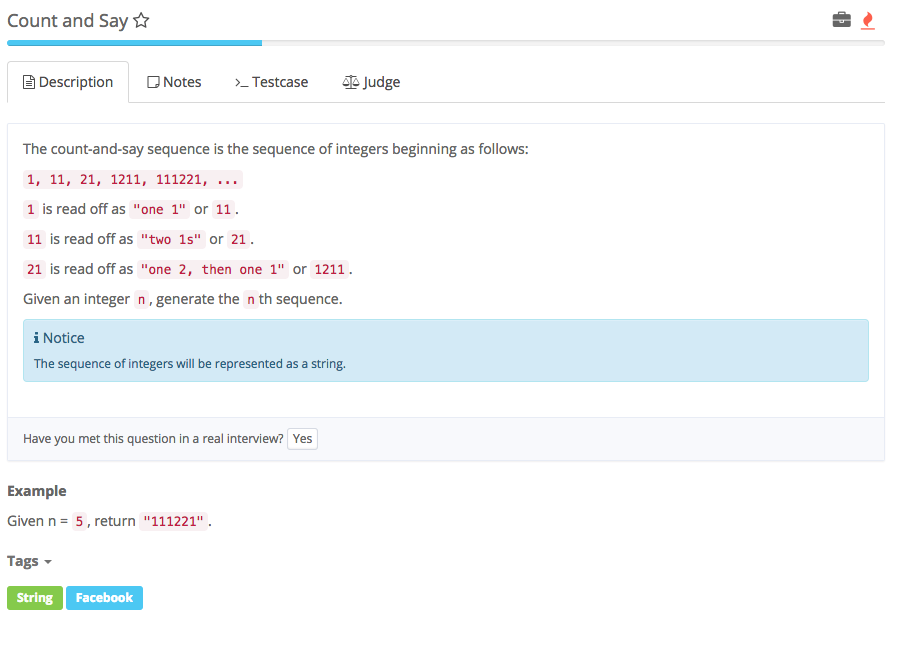 Count and Say
Description Notes >_ Testcase Judge
The count-and-say sequence is the sequence of integers beginning as follows:
1, 11, 21, 1211, 111221, ...
1 is read off as "one 1" or 11.
11 is read off as "two 1s" or 21.
21 is read off as "one 2, then one 1" or 1211.
Given an integer n, generate the n th sequence.
i Notice
The sequence of integers will be represented as a string.
Have you met this question in a real interview? Yes
Example
Given n = 5, return "111221".
Tags
String Facebook